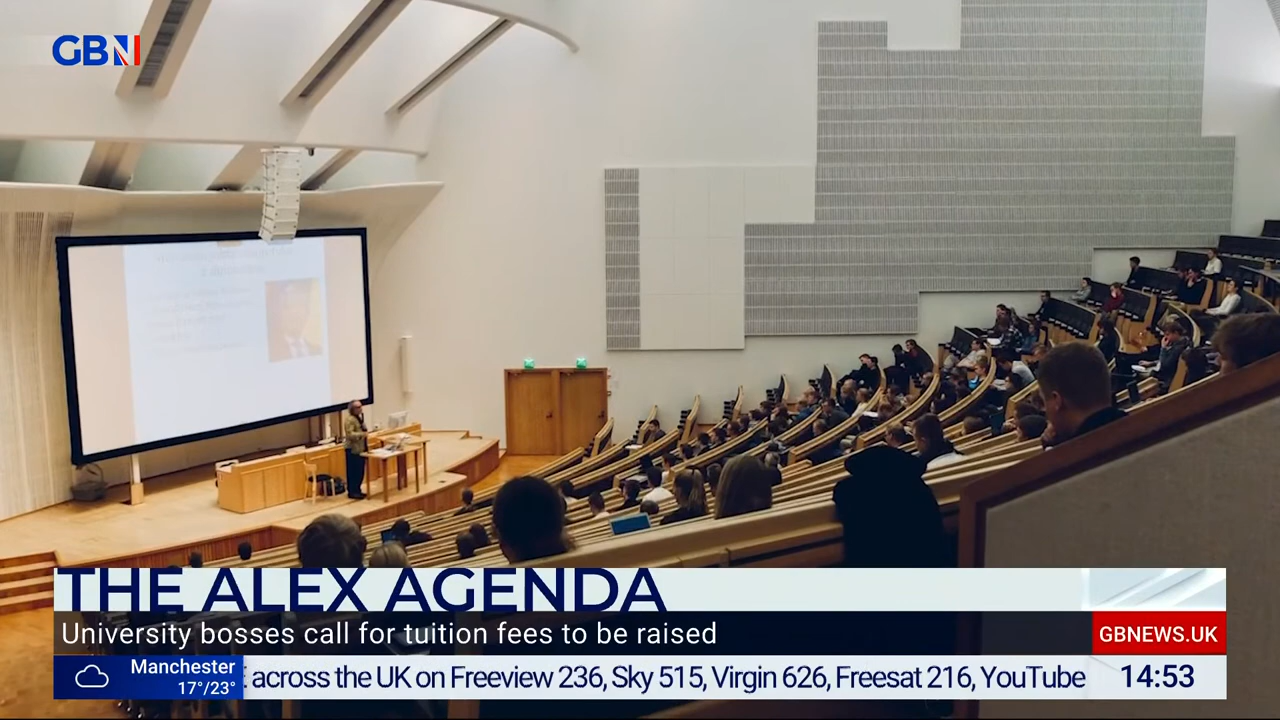 GBN
THE ALEX AGENDA
University bosses call for tuition fees to be raised
GBNEWS.UK
Manchester
17°/23°
across the UK on Freeview 236, Sky 515, Virgin 626, Freesat 216, YouTube
14:53